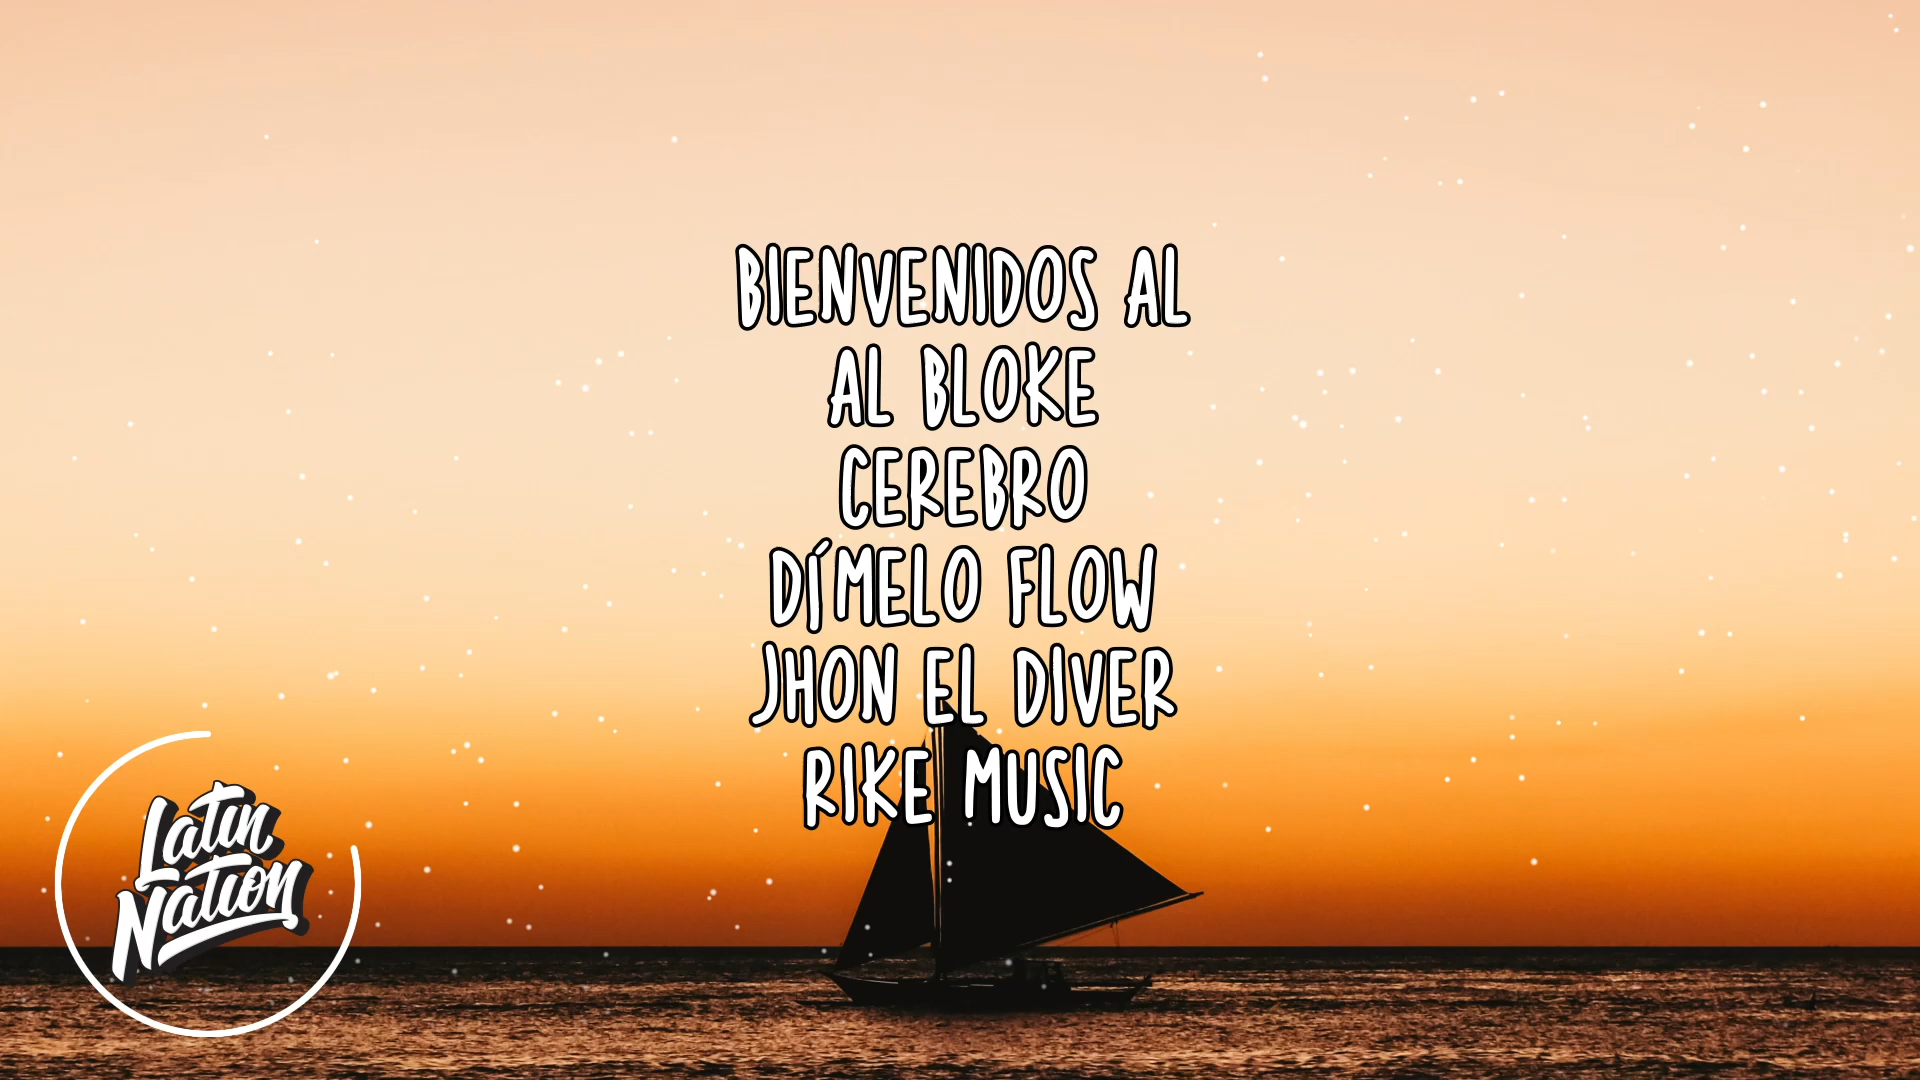 BIENVENIDOS AL
AL BLOKE
CEREBRO
DÍMELO FLOW
JHON EL DIVER
RIKE MUSIC
Latin
Nation